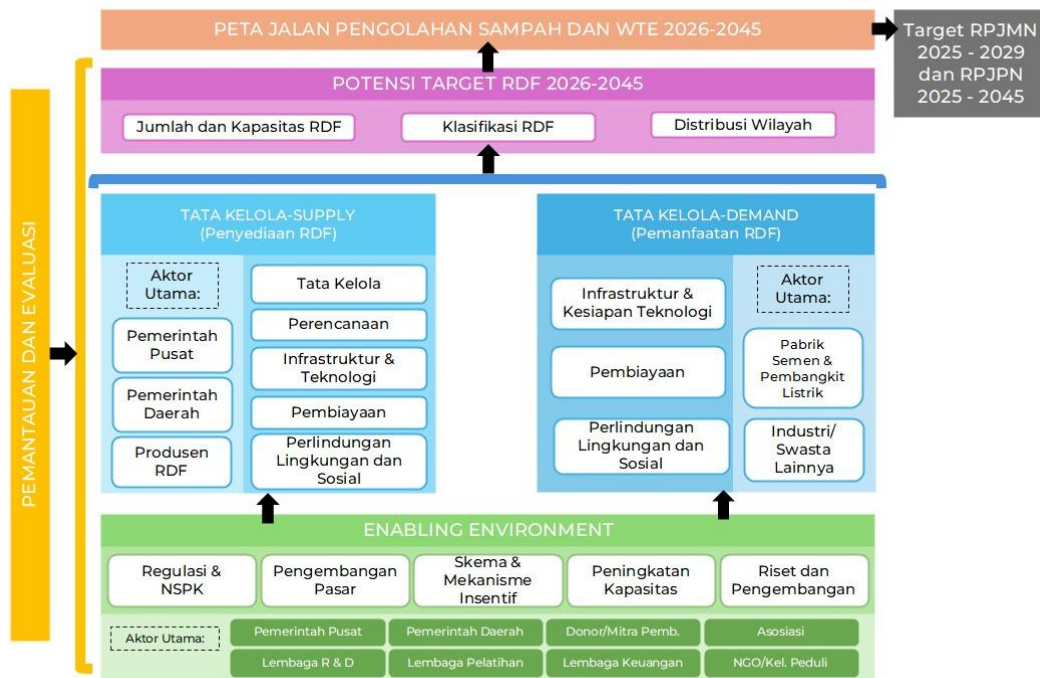 PETA JALAN PENGOLAHAN SAMPAH DAN WTE 2026-2045
Target RPJMN
2025 - 2029
dan RPJPN
2025 - 2045
POTENSI TARGET RDF 2026-2045
Jumlah dan Kapasitas RDF
Klasifikasi RDF
Distribusi Wilayah
PEMANTAUAN DAN EVALUASI
TATA KELOLA-SUPPLY
(Penyediaan RDF)
Aktor
Utama:
Pemerintah
Pusat
Pemerintah
Daerah
Produsen
RDF
Tata Kelola
Perencanaan
Infrastruktur &
Teknologi
Pembiayaan
Perlindungan
Lingkungan dan
Sosial
TATA KELOLA-DEMAND
(Pemanfaatan RDF)
Infrastruktur &
Kesiapan Teknologi
Pembiayaan
Perlindungan
Lingkungan dan
Sosial
Aktor
Utama:
Pabrik
Semen &
Pembangkit
Listrik
Industri/
Swasta
Lainnya
ENABLING ENVIRONMENT
Regulasi &
NSPK
Pengembangan
Pasar
Skema &
Mekanisme
Insentif
Peningkatan
Kapasitas
Riset dan
Pengembangan
Aktor Utama:
Pemerintah Pusat
Pemerintah Daerah
Donor/Mitra Pemb.
Asosiasi
Lembaga R & D
Lembaga Pelatihan
Lembaga Keuangan
NGO/Kel. Peduli